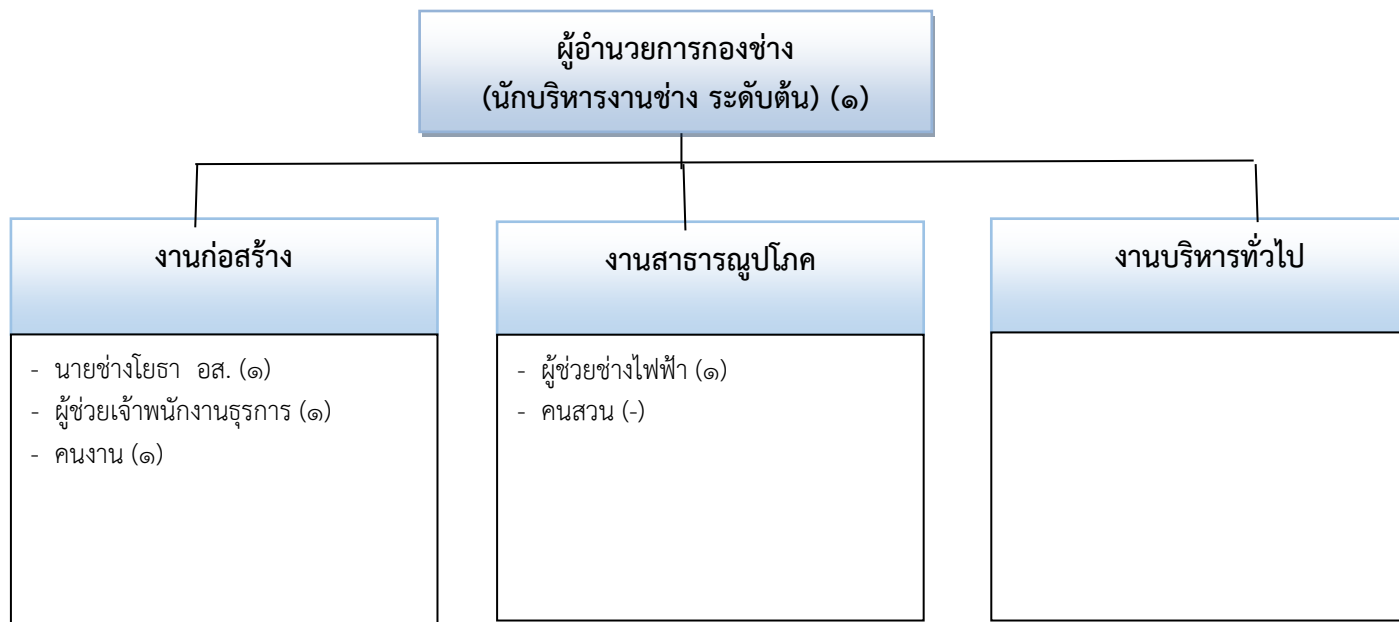 ผู้อำนวยการกองช่าง
(นักบริหารงานช่าง ระดับต้น) (๑)
งานก่อสร้าง
- นายช่างโยธา อส. (๑)
- ผู้ช่วยเจ้าพนักงานธุรการ (๑)
- คนงาน (๑)
งานสาธารณูปโภค
- ผู้ช่วยช่างไฟฟ้า (๑)
- คนสวน (-)
งานบริหารทั่วไป